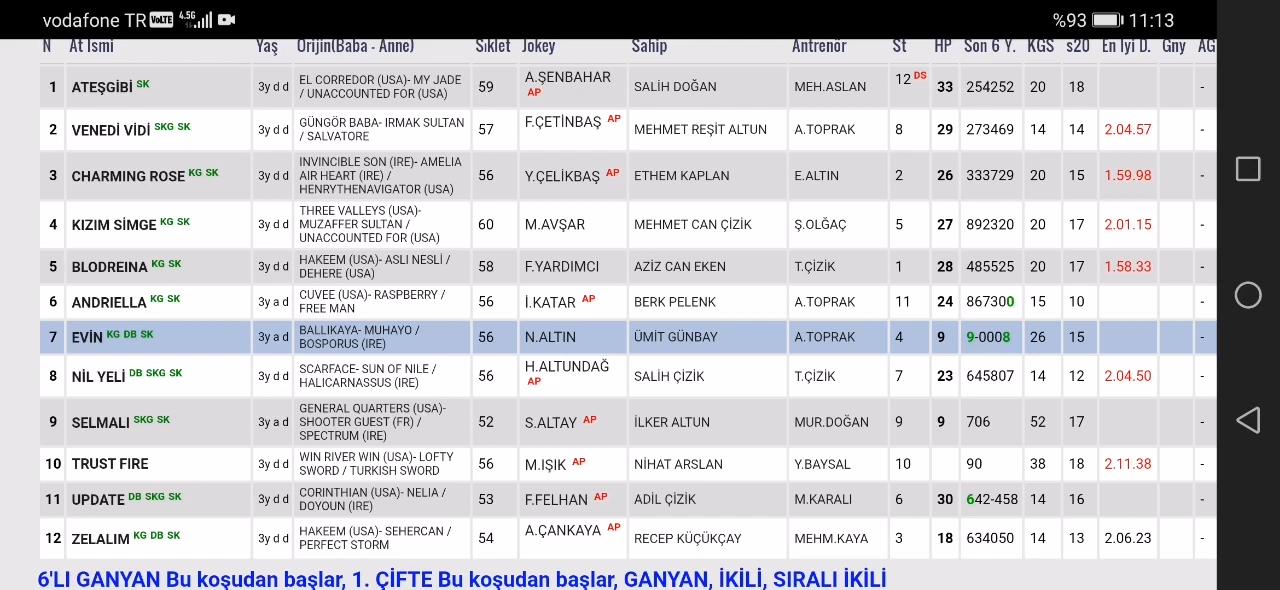 vodafone TR VoLTE 4.5G %93 11:13
N At İsmi Yaş Orijin(Baba - Anne) Sıklet Jokey Sahip Antrenör St HP Son 6 Y. KGS s20 En İyi D. Gny AG
1 ATEŞGİBİ SK 3y d d EL CORREDOR (USA)- MY JADE / UNACCOUNTED FOR (USA) 59 A.ŞENBAHAR AP SALİH DOĞAN MEH.ASLAN 12 DS 33 254252 20 18 -
2 VENEDİ VİDİ SKG SK 3y d d GÜNGÖR BABA- IRMAK SULTAN / SALVATORE 57 F.ÇETİNBAŞ AP MEHMET REŞİT ALTUN A.TOPRAK 8 29 273469 14 14 2.04.57 -
3 CHARMING ROSE KG SK 3y d d INVINCIBLE SON (IRE)- AMELIA AIR HEART (IRE) / HENRYTHENAVIGATOR (USA) 56 Y.ÇELİKBAŞ AP ETHEM KAPLAN E.ALTIN 2 26 333729 20 15 1.59.98 -
4 KIZIM SİMGE KG SK 3y d d THREE VALLEYS (USA)- MUZAFFER SULTAN / UNACCOUNTED FOR (USA) 60 M.AVŞAR MEHMET CAN ÇİZİK Ş.OLĞAÇ 5 27 892320 20 17 2.01.15 -
5 BLODREINA KG SK 3y d d HAKEEM (USA)- ASLI NESLİ / DEHERE (USA) 58 F.YARDIMCI AZİZ CAN EKEN T.ÇİZİK 1 28 485525 20 17 1.58.33 -
6 ANDRIELLA KG SK 3y a d CUVEE (USA)- RASPBERRY / FREE MAN 56 İ.KATAR AP BERK PELENK A.TOPRAK 11 24 867300 15 10 -
7 EVİN KG DB SK 3y a d BALLIKAYA- MUHAYO / BOSPORUS (IRE) 56 N.ALTIN ÜMİT GÜNBAY A.TOPRAK 4 9 9-0008 26 15 -
8 NİL YELİ DB SKG SK 3y d d SCARFACE- SUN OF NILE / HALICARNASSUS (IRE) 56 H.ALTUNDAĞ AP SALİH ÇİZİK T.ÇİZİK 7 23 645807 14 12 2.04.50 -
9 SELMALI SKG SK 3y a d GENERAL QUARTERS (USA)- SHOOTER GUEST (FR) / SPECTRUM (IRE) 52 S.ALTAY AP İLKER ALTUN MUR.DOĞAN 9 9 706 52 17 -
10 TRUST FIRE 3y d d WIN RIVER WIN (USA)- LOFTY SWORD / TURKISH SWORD 56 M.IŞIK AP NİHAT ARSLAN Y.BAYSAL 10 90 38 18 2.11.38 -
11 UPDATE DB SKG SK 3y d d CORINTHIAN (USA)- NELIA / DOYOUN (IRE) 53 F.FELHAN AP ADİL ÇİZİK M.KARALI 6 30 642-458 14 16 -
12 ZELALIM KG DB SK 3y d d HAKEEM (USA)- SEHERCAN / PERFECT STORM 54 A.ÇANKAYA AP RECEP KÜÇÜKÇAY MEHM.KAYA 3 18 634050 14 13 2.06.23 -
6'LI GANYAN Bu koşudan başlar, 1. ÇİFTE Bu koşudan başlar, GANYAN, İKİLİ, SIRALI İKİLİ